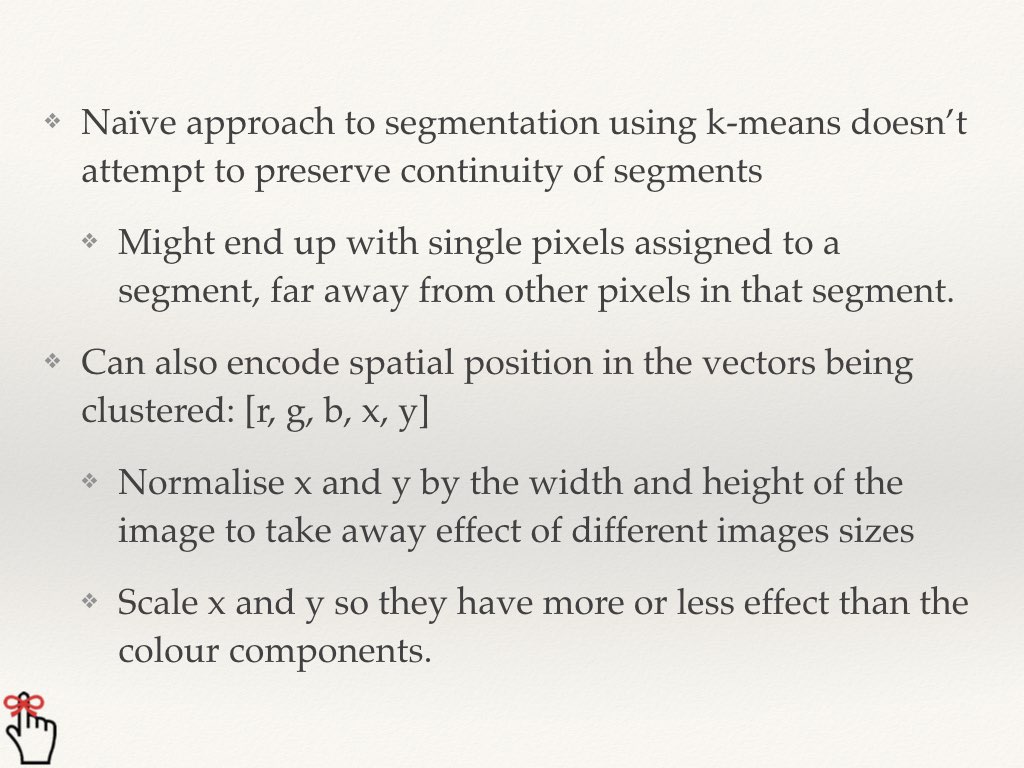 ❖ Naïve approach to segmentation using k-means doesn’t
attempt to preserve continuity of segments
❖ Might end up with single pixels assigned to a
segment, far away from other pixels in that segment.
❖ Can also encode spatial position in the vectors being
clustered: [r, g, b, x, y]
❖ Normalise x and y by the width and height of the
image to take away effect of different images sizes
❖ Scale x and y so they have more or less effect than the
colour components.